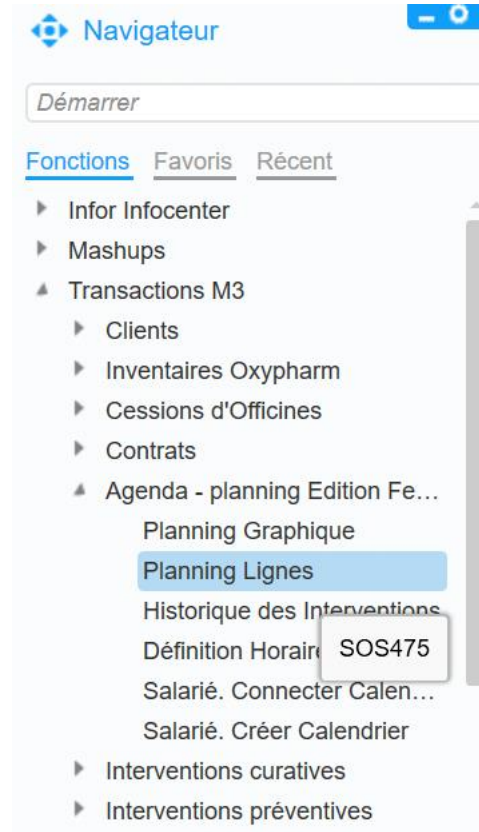 Navigateur
Démarrer
Fonctions Favoris Récent
Infor Infocenter
Mashups
Transactions M3
Clients
Inventaires Oxypharm
Cessions d'Officines
Contrats
Agenda - planning Edition Fe...
Planning Graphique
Planning Lignes
Historique des Interventions
Définition
SOS475
Salarié. Connecter Calen...
Salarié. Créer Calendrier
Interventions curatives
Interventions préventives